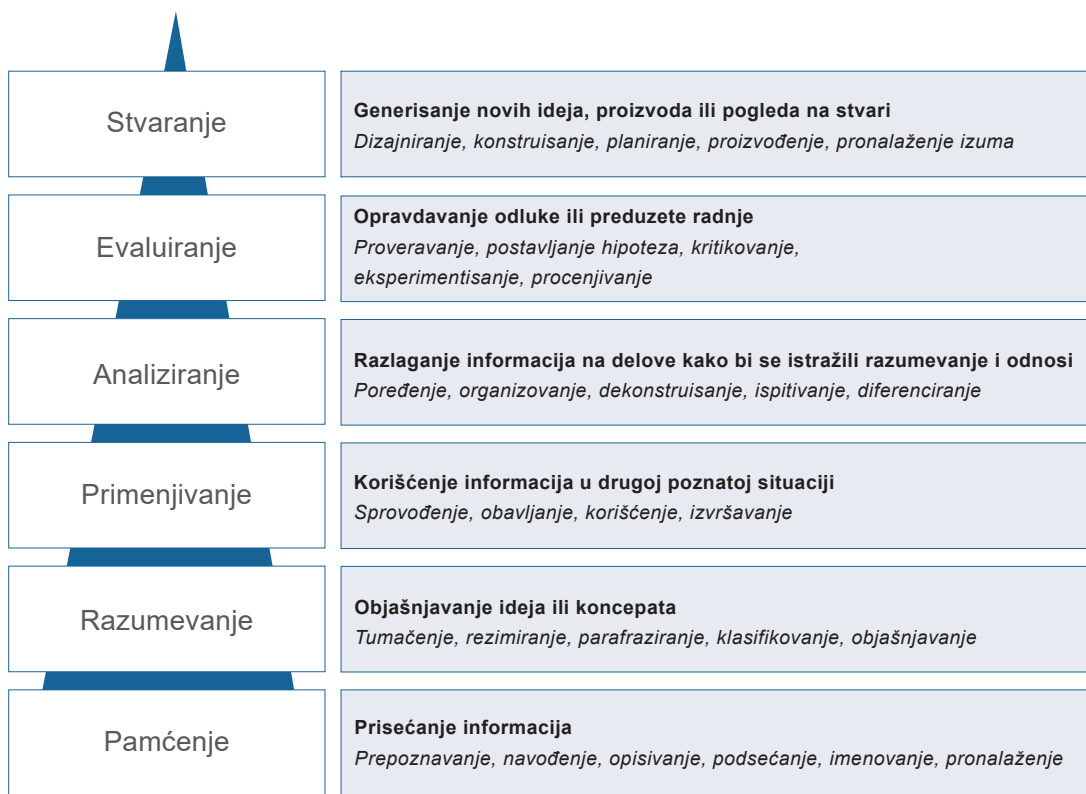 Stvaranje
Generisanje novih ideja, proizvoda ili pogleda na stvari
Dizajniranje, konstruisanje, planiranje, proizvođenje, pronalaženje izuma
Evaluiranje
Opravdavanje odluke ili preduzete radnje
Proveravanje, postavljanje hipoteza, kritikovanje,
eksperimentisanje, procenjivanje
Analiziranje
Razlaganje informacija na delove kako bi se istražili razumevanje i odnosi
Poređenje, organizovanje, dekonstruisanje, ispitivanje, diferenciranje
Primenjivanje
Korišćenje informacija u drugoj poznatoj situaciji
Sprovođenje, obavljanje, korišćenje, izvršavanje
Razumevanje
Objašnjavanje ideja ili koncepata
Tumačenje, rezimiranje, parafraziranje, klasifikovanje, objašnjavanje
Pamćenje
Prisećanje informacija
Prepoznavanje, navođenje, opisivanje, podsećanje, imenovanje, pronalaženje